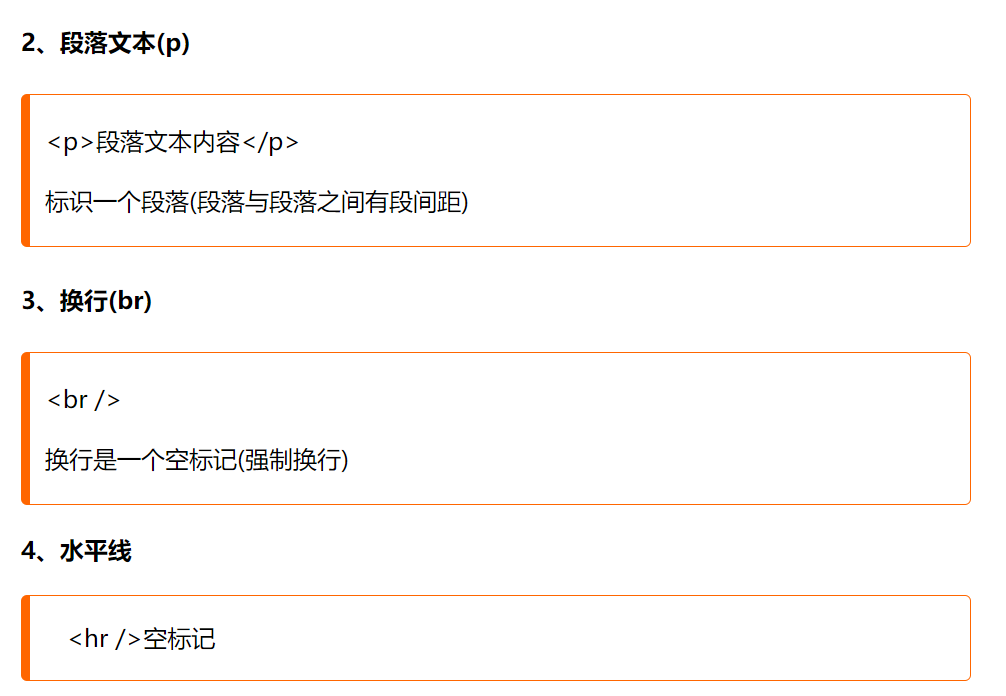 2、段落文本(p)
<p>段落文本内容</p>
标识一个段落(段落与段落之间有段间距)
3、换行(br)
<br />
换行是一个空标记(强制换行)
4、水平线
<hr />空标记